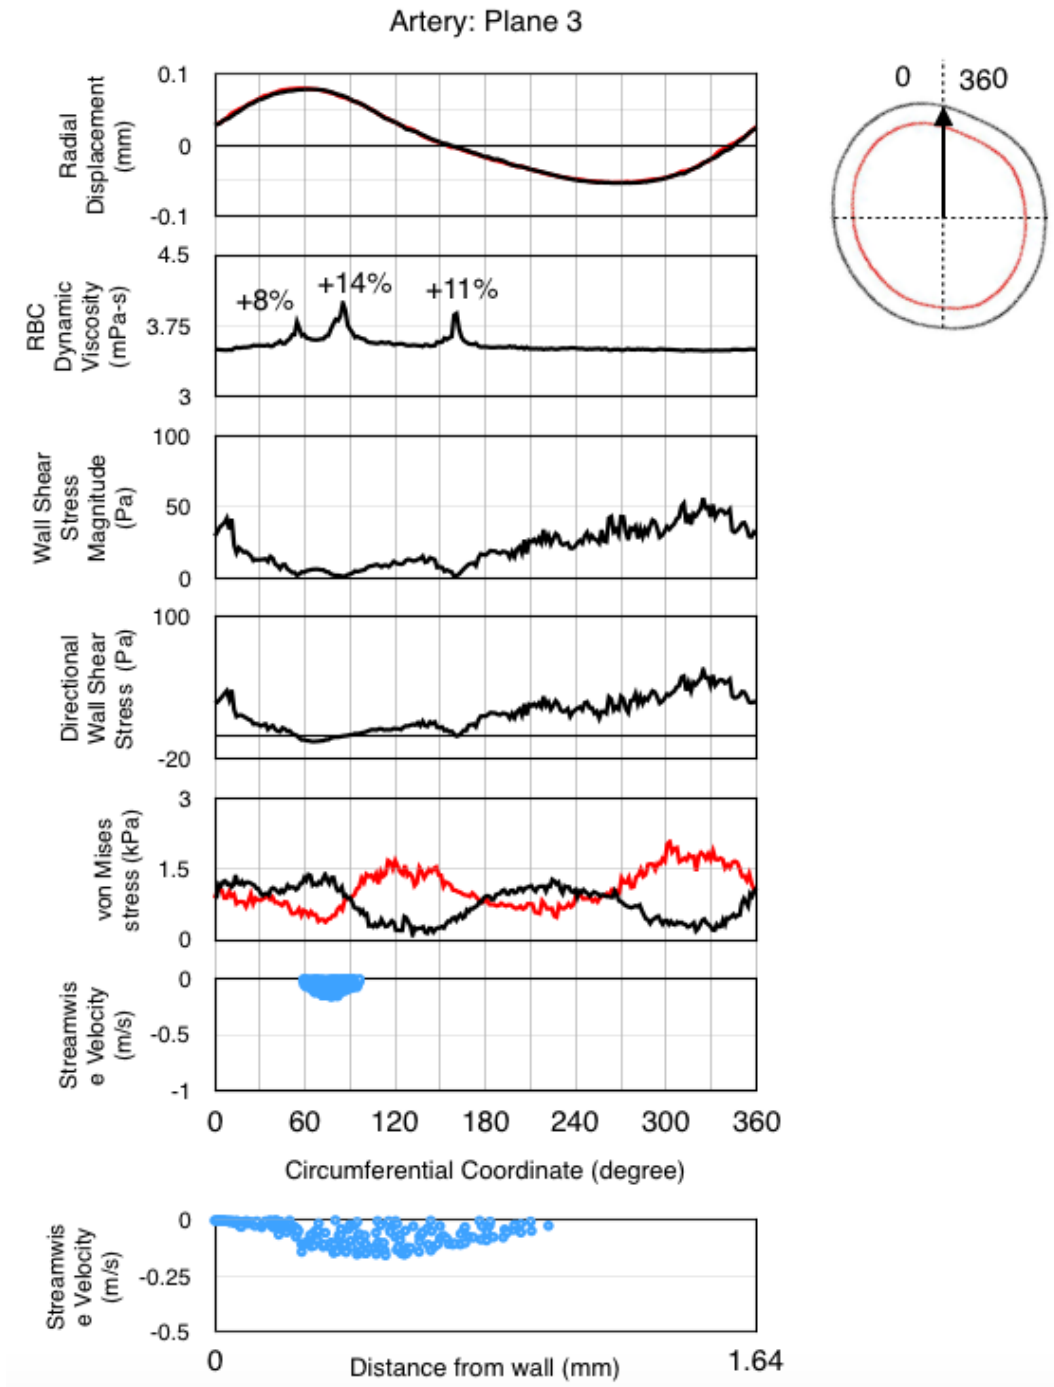 Artery: Plane 3
0 360
Radial
Displacement
(mm)
0.1
0
-0.1
RBC
Dynamic
Viscosity
(mPa-s)
4.5
3.75
3
+8%
+14%
+11%
Wall Shear
Stress
Magnitude
(Pa)
100
50
0
Directional
Wall Shear
Stress (Pa)
100
-20
von Mises
stress (kPa)
3
1.5
0
Streamwis
e Velocity
(m/s)
0
-0.5
-1
0 60 120 180 240 300 360
Circumferential Coordinate (degree)
Streamwis
e Velocity
(m/s)
0
-0.25
-0.5
0 1.64
Distance from wall (mm)